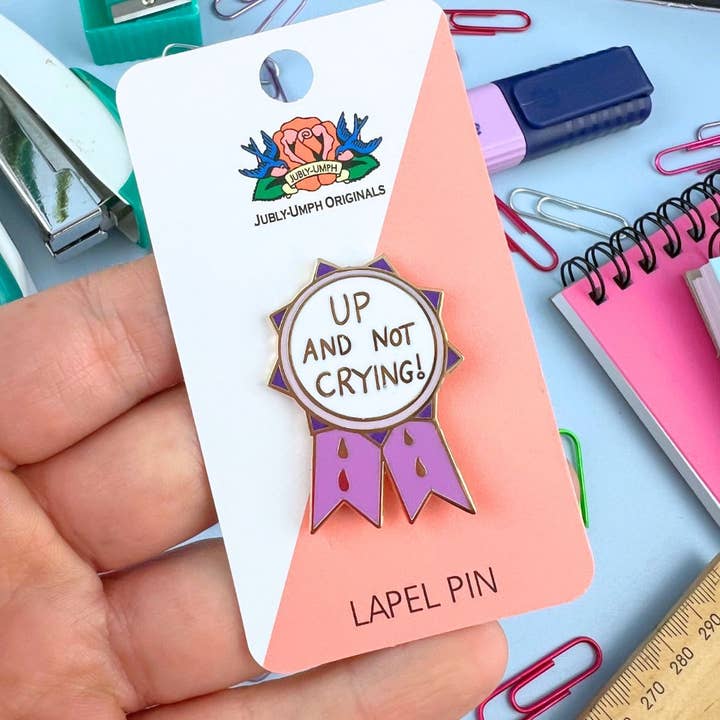 JUBLY-UMPH
JUBLY-UMPH ORIGINALS
UP
AND NOT
CRYING!
LAPEL PIN
270 280 290